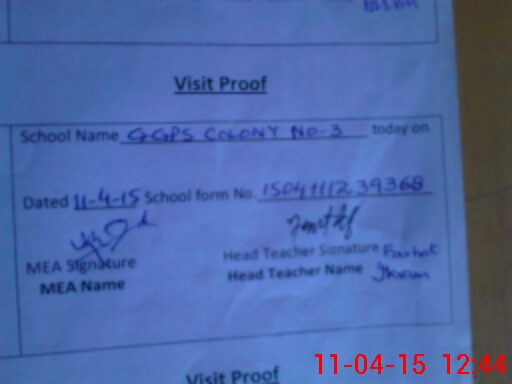 Visit Proof
School Name GGPS COLONY No-3 today on
Dated 11-4-15 School form No. 1504111239368
MEA Signature
Head Teacher Signature
MEA Name
Head Teacher Name Farhat
Ikram
Visit Proof
11-04-15 12:44